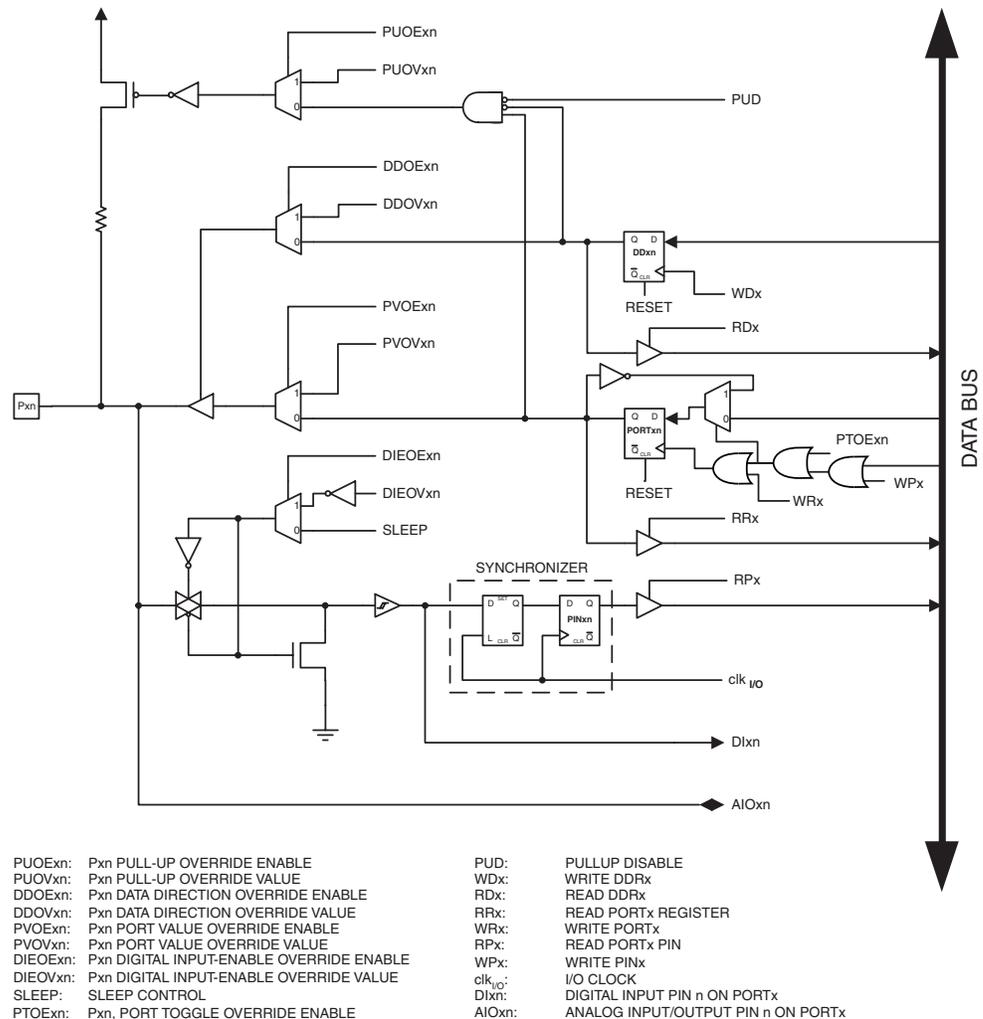 PUOExn
PUOVxn
1
0
PUD
DDOExn
DDOVxn
1
0
Q D
DDxn
Q CLR
WDx
RESET
PVOExn
RDx
PVOVxn
1
0
Pxn
1
0
Q D
PORTxn
Q CLR
PTOExn
WPx
WRx
RESET
DATA BUS
DIEOExn
DIEOVxn
1
0
SLEEP
RRx
SYNCHRONIZER
RPx
D SET Q
L CLR Q
D Q
PINxn
CLR Q
clk I/O
DIxn
AIOxn
PUOExn: Pxn PULL-UP OVERRIDE ENABLE
PUOVxn: Pxn PULL-UP OVERRIDE VALUE
DDOExn: Pxn DATA DIRECTION OVERRIDE ENABLE
DDOVxn: Pxn DATA DIRECTION OVERRIDE VALUE
PVOExn: Pxn PORT VALUE OVERRIDE ENABLE
PVOVxn: Pxn PORT VALUE OVERRIDE VALUE
DIEOExn: Pxn DIGITAL INPUT-ENABLE OVERRIDE ENABLE
DIEOVxn: Pxn DIGITAL INPUT-ENABLE OVERRIDE VALUE
SLEEP: SLEEP CONTROL
PTOExn: Pxn, PORT TOGGLE OVERRIDE ENABLE
PUD: PULLUP DISABLE
WDx: WRITE DDRx
RDx: READ DDRx
RRx: READ PORTx REGISTER
WRx: WRITE PORTx
RPx: READ PORTx PIN
WPx: WRITE PINx
clk I/O: I/O CLOCK
DIxn: DIGITAL INPUT PIN n ON PORTx
AIOxn: ANALOG INPUT/OUTPUT PIN n ON PORTx